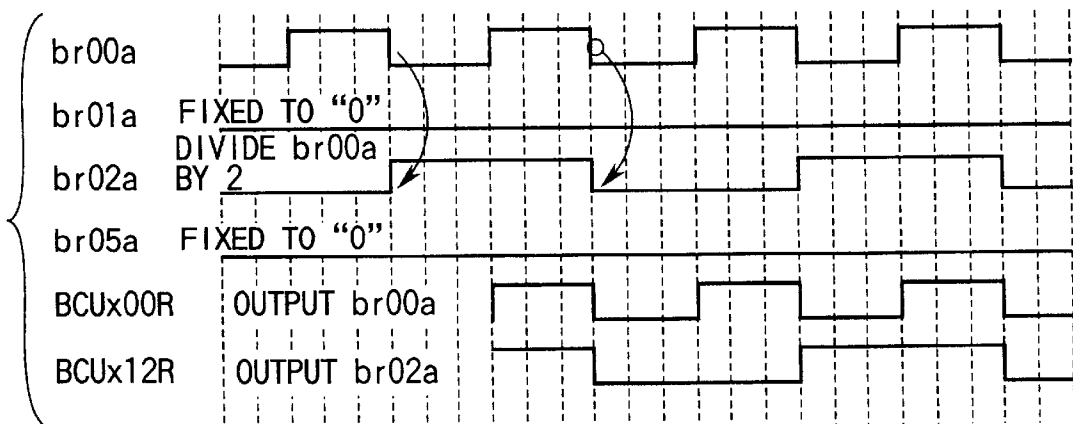 br00a
br01a FIXED TO “0”
DIVIDE br00a
br02a BY 2
br05a FIXED TO “0”
BCUx00R OUTPUT br00a
BCUx12R OUTPUT br02a